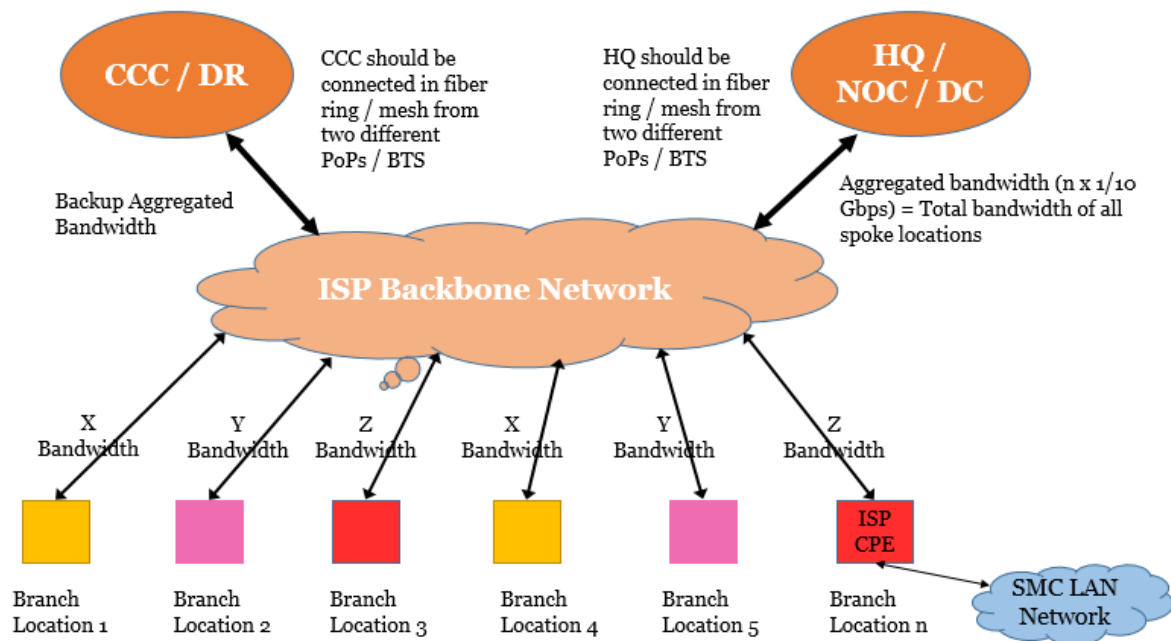 CCC / DR
CCC should be
connected in fiber
ring / mesh from
two different
PoPs / BTS
HQ should be
connected in fiber
ring / mesh from
two different
PoPs / BTS
HQ /
NOC / DC
Backup Aggregated
Bandwidth
Aggregated bandwidth (n x 1/10
Gbps) = Total bandwidth of all
spoke locations
ISP Backbone Network
X
Bandwidth
Y
Bandwidth
Z
Bandwidth
X
Bandwidth
Y
Bandwidth
Z
Bandwidth
ISP
CPE
Branch
Location 1
Branch
Location 2
Branch
Location 3
Branch
Location 4
Branch
Location 5
Branch
Location n
SMC LAN
Network